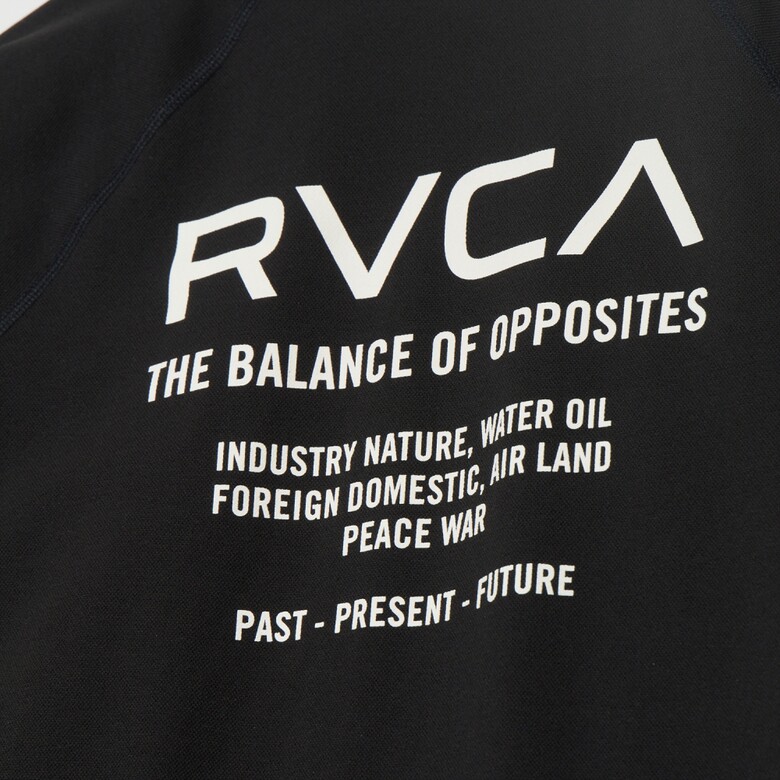 RVCA
THE BALANCE OF OPPOSITES
INDUSTRY NATURE, WATER OIL
FOREIGN DOMESTIC, AIR LAND
PEACE WAR
PAST - PRESENT - FUTURE